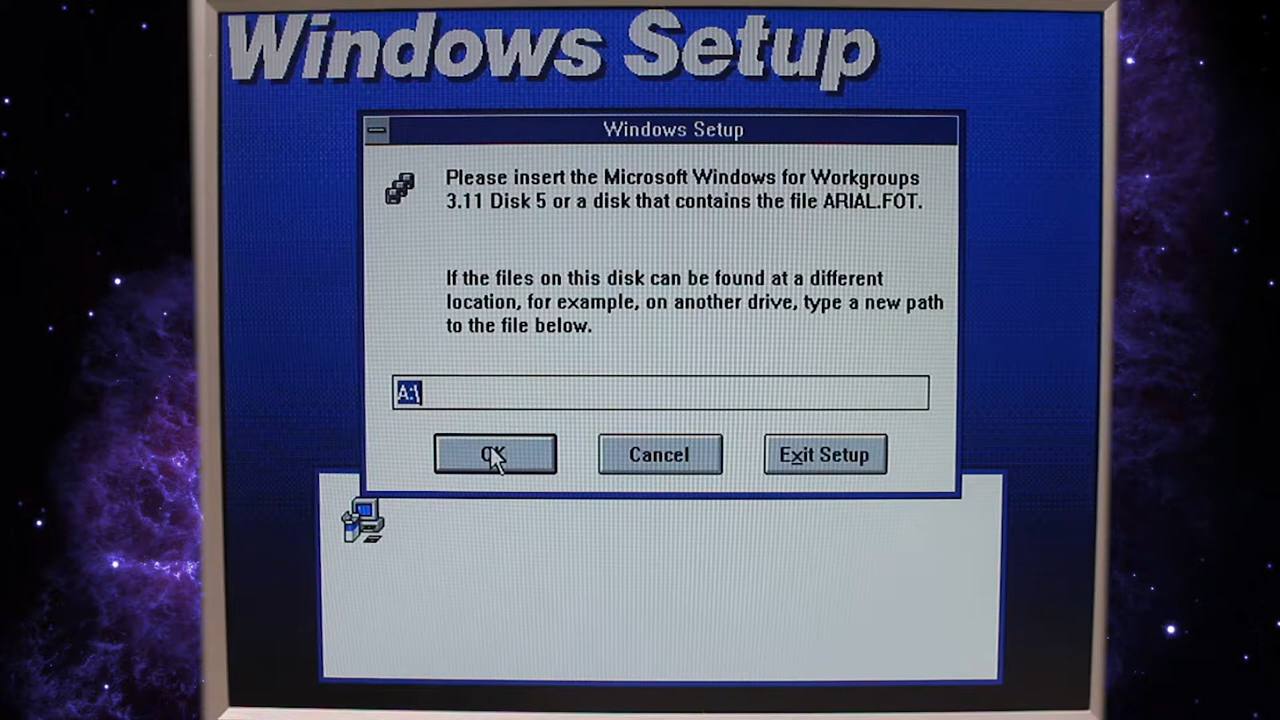 Windows Setup
Windows Setup
Please insert the Microsoft Windows for Workgroups
3.11 Disk 5 or a disk that contains the file ARIAL.FOT.
If the files on this disk can be found at a different
location, for example, on another drive, type a new path
to the file below.
A:\
OK Cancel Exit Setup